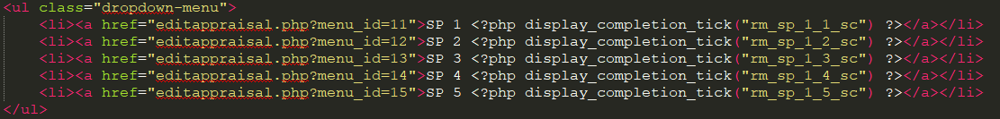 <ul class="dropdown-menu">
<li><a href="editappraisal.php?menu_id=11">SP 1 <?php display_completion_tick("rm_sp_1_1_sc") ?></a></li>
<li><a href="editappraisal.php?menu_id=12">SP 2 <?php display_completion_tick("rm_sp_1_2_sc") ?></a></li>
<li><a href="editappraisal.php?menu_id=13">SP 3 <?php display_completion_tick("rm_sp_1_3_sc") ?></a></li>
<li><a href="editappraisal.php?menu_id=14">SP 4 <?php display_completion_tick("rm_sp_1_4_sc") ?></a></li>
<li><a href="editappraisal.php?menu_id=15">SP 5 <?php display_completion_tick("rm_sp_1_5_sc") ?></a></li>
</ul>